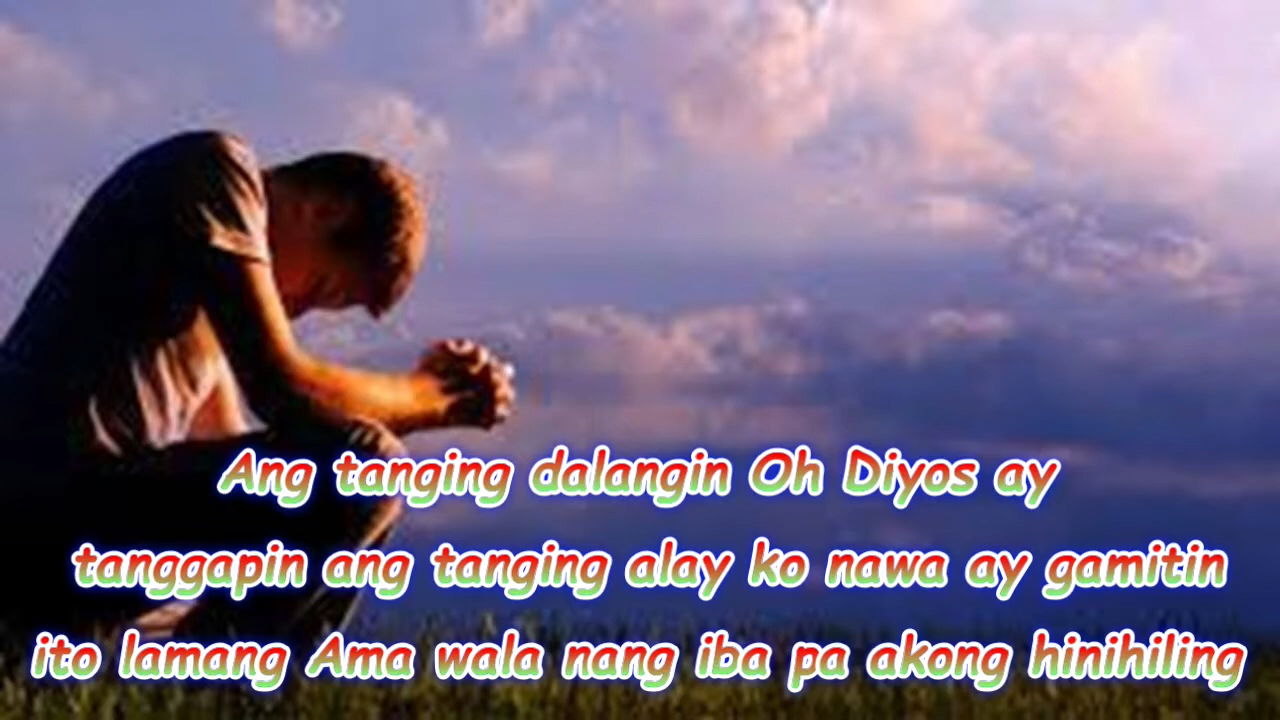 Ang tanging dalangin Oh Diyos ay
tanggapin ang tanging alay ko nawa ay gamitin
ito lamang Ama wala nang iba pa akong hinihiling